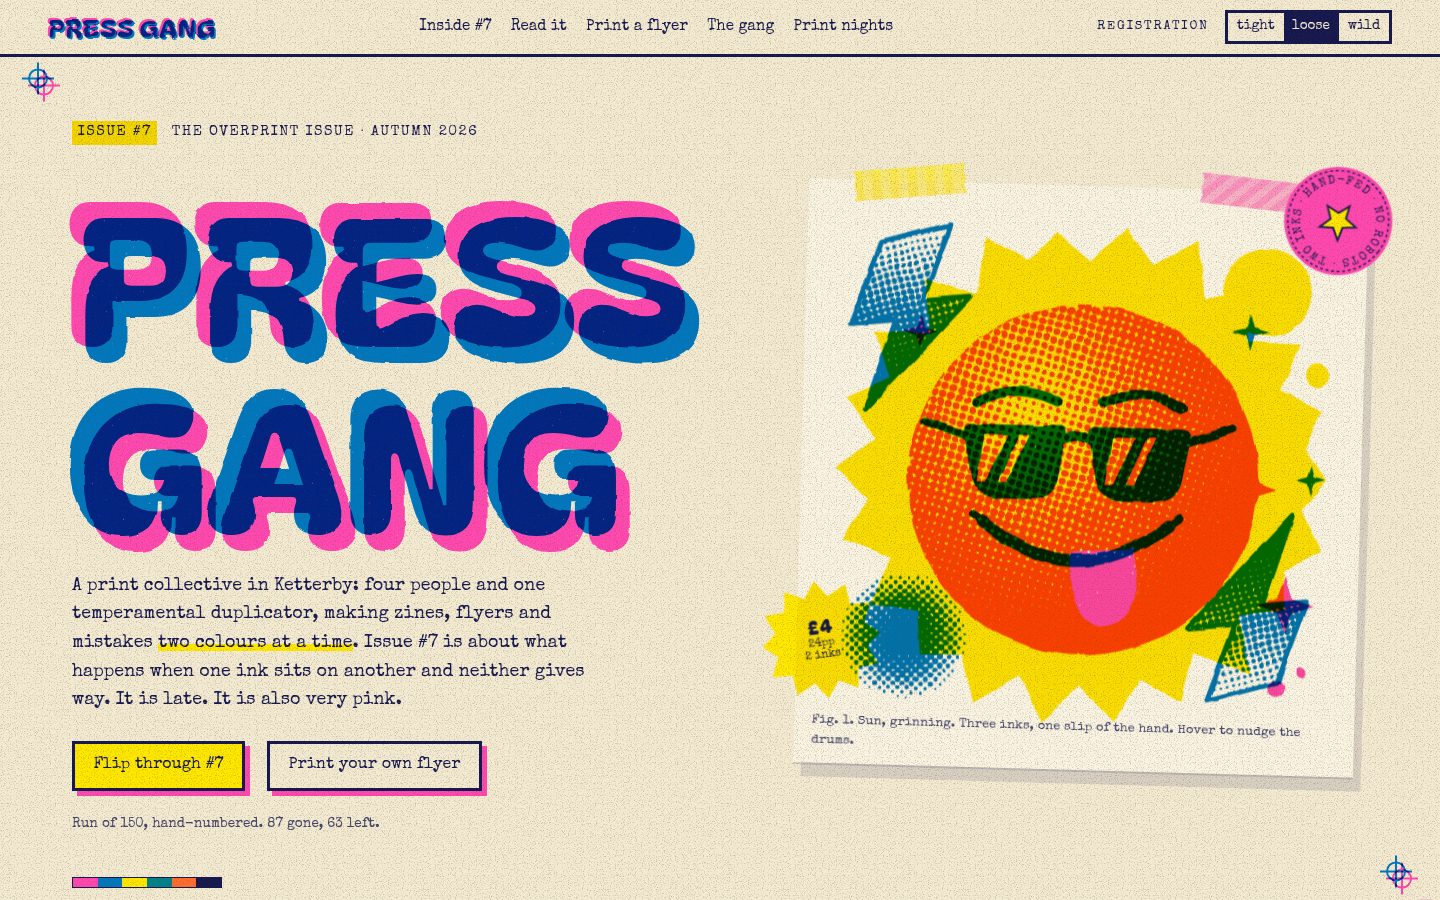 PRESS GANG
Inside #7 Read it Print a flyer The gang Print nights
REGISTRATION tight loose wild
ISSUE #7 THE OVERPRINT ISSUE · AUTUMN 2026
PRESS
GANG
A print collective in Ketterby: four people and one
temperamental duplicator, making zines, flyers and
mistakes two colours at a time. Issue #7 is about what
happens when one ink sits on another and neither gives
way. It is late. It is also very pink.
Flip through #7
Print your own flyer
Run of 150, hand-numbered. 87 gone, 63 left.
HAND-FED · NO ROBOTS · TWO INKS ·
£4
24pp
2 inks
Fig. 1. Sun, grinning. Three inks, one slip of the hand. Hover to nudge the
drums.